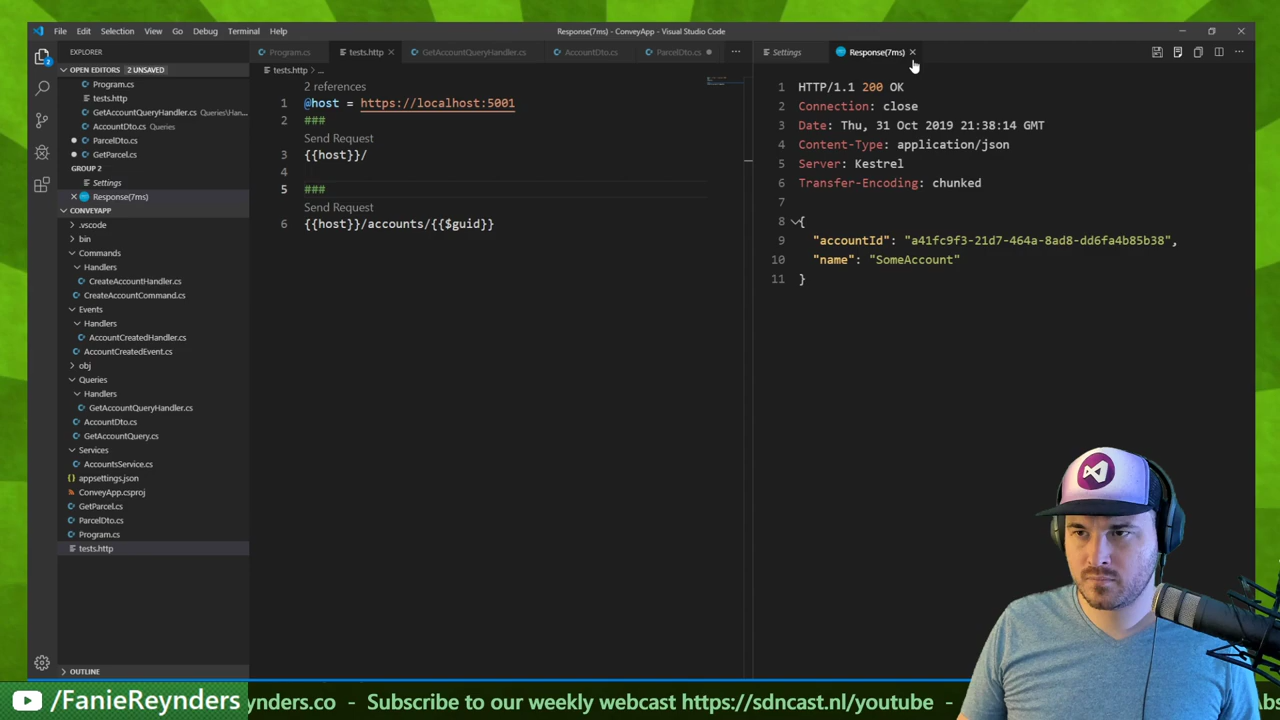 File Edit Selection View Go Debug Terminal Help
Response(7ms) - ConveyApp - Visual Studio Code
EXPLORER
OPEN EDITORS 2 UNSAVED
Program.cs
tests.http
GetAccountQueryHandler.cs Queries\Han...
AccountDto.cs Queries
ParcelDto.cs
GetParcel.cs
GROUP 2
Settings
Response(7ms)
CONVEYAPP
.vscode
bin
Commands
Handlers
CreateAccountHandler.cs
CreateAccountCommand.cs
Events
Handlers
AccountCreatedHandler.cs
AccountCreatedEvent.cs
obj
Queries
Handlers
GetAccountQueryHandler.cs
AccountDto.cs
GetAccountQuery.cs
Services
AccountsService.cs
appsettings.json
ConveyApp.csproj
GetParcel.cs
ParcelDto.cs
Program.cs
tests.http
OUTLINE
2
Program.cs tests.http GetAccountQueryHandler.cs AccountDto.cs ParcelDto.cs
tests.http > ...
2 references
1 @host = https://localhost:5001
2 ###
Send Request
3 {{host}}/
4
5 ###
Send Request
6 {{host}}/accounts/{{$guid}}
Settings Response(7ms)
1 HTTP/1.1 200 OK
2 Connection: close
3 Date: Thu, 31 Oct 2019 21:38:14 GMT
4 Content-Type: application/json
5 Server: Kestrel
6 Transfer-Encoding: chunked
7
8 {
9 "accountId": "a41fc9f3-21d7-464a-8ad8-dd6fa4b85b38",
10 "name": "SomeAccount"
11 }
/FanieReynders ynders.co - Subscribe to our weekly webcast https://sdncast.nl/youtube -